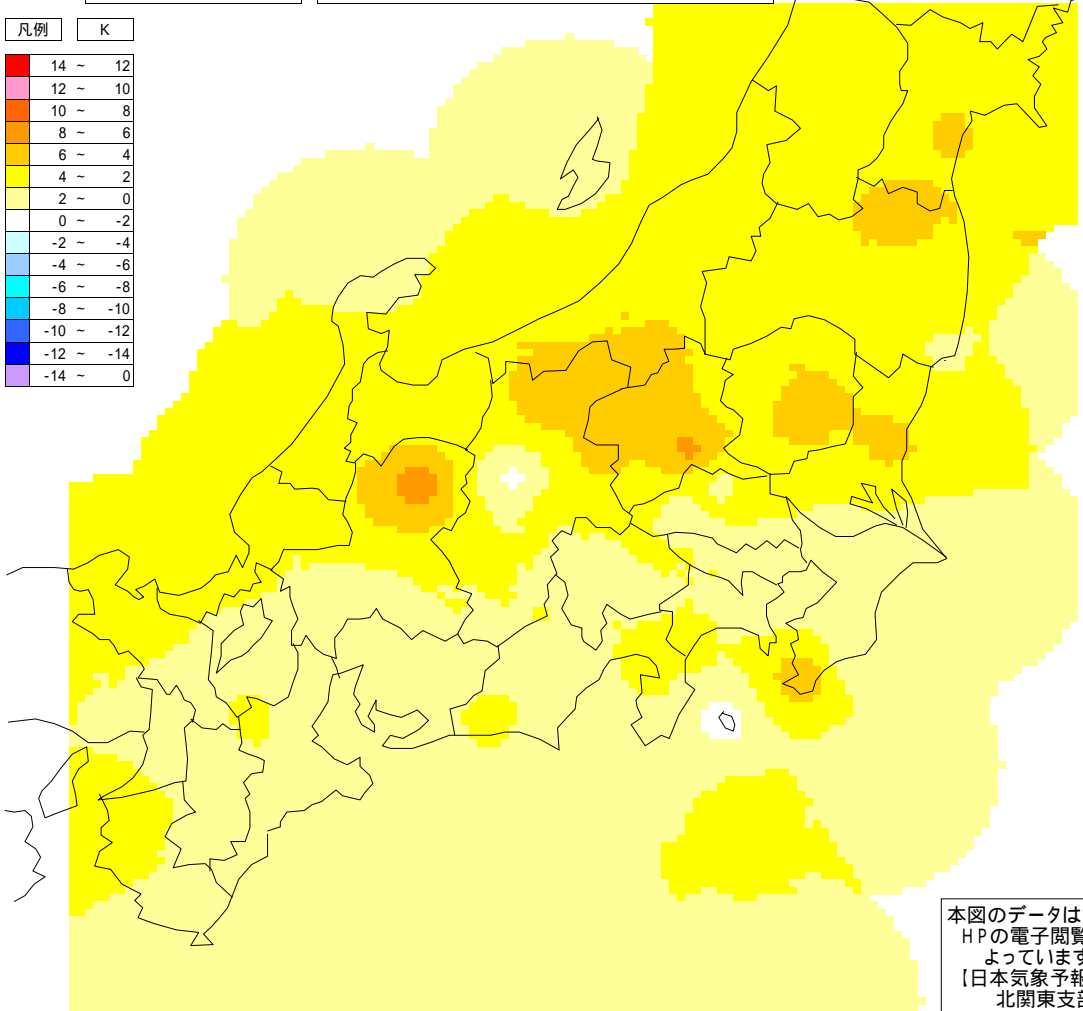 凡例 K
14 ~ 12
12 ~ 10
10 ~ 8
8 ~ 6
6 ~ 4
4 ~ 2
2 ~ 0
0 ~ -2
-2 ~ -4
-4 ~ -6
-6 ~ -8
-8 ~ -10
-10 ~ -12
-12 ~ -14
-14 ~ 0
本図のデータは
HPの電子閲覧
よっています
【日本気象予報
北関東支部